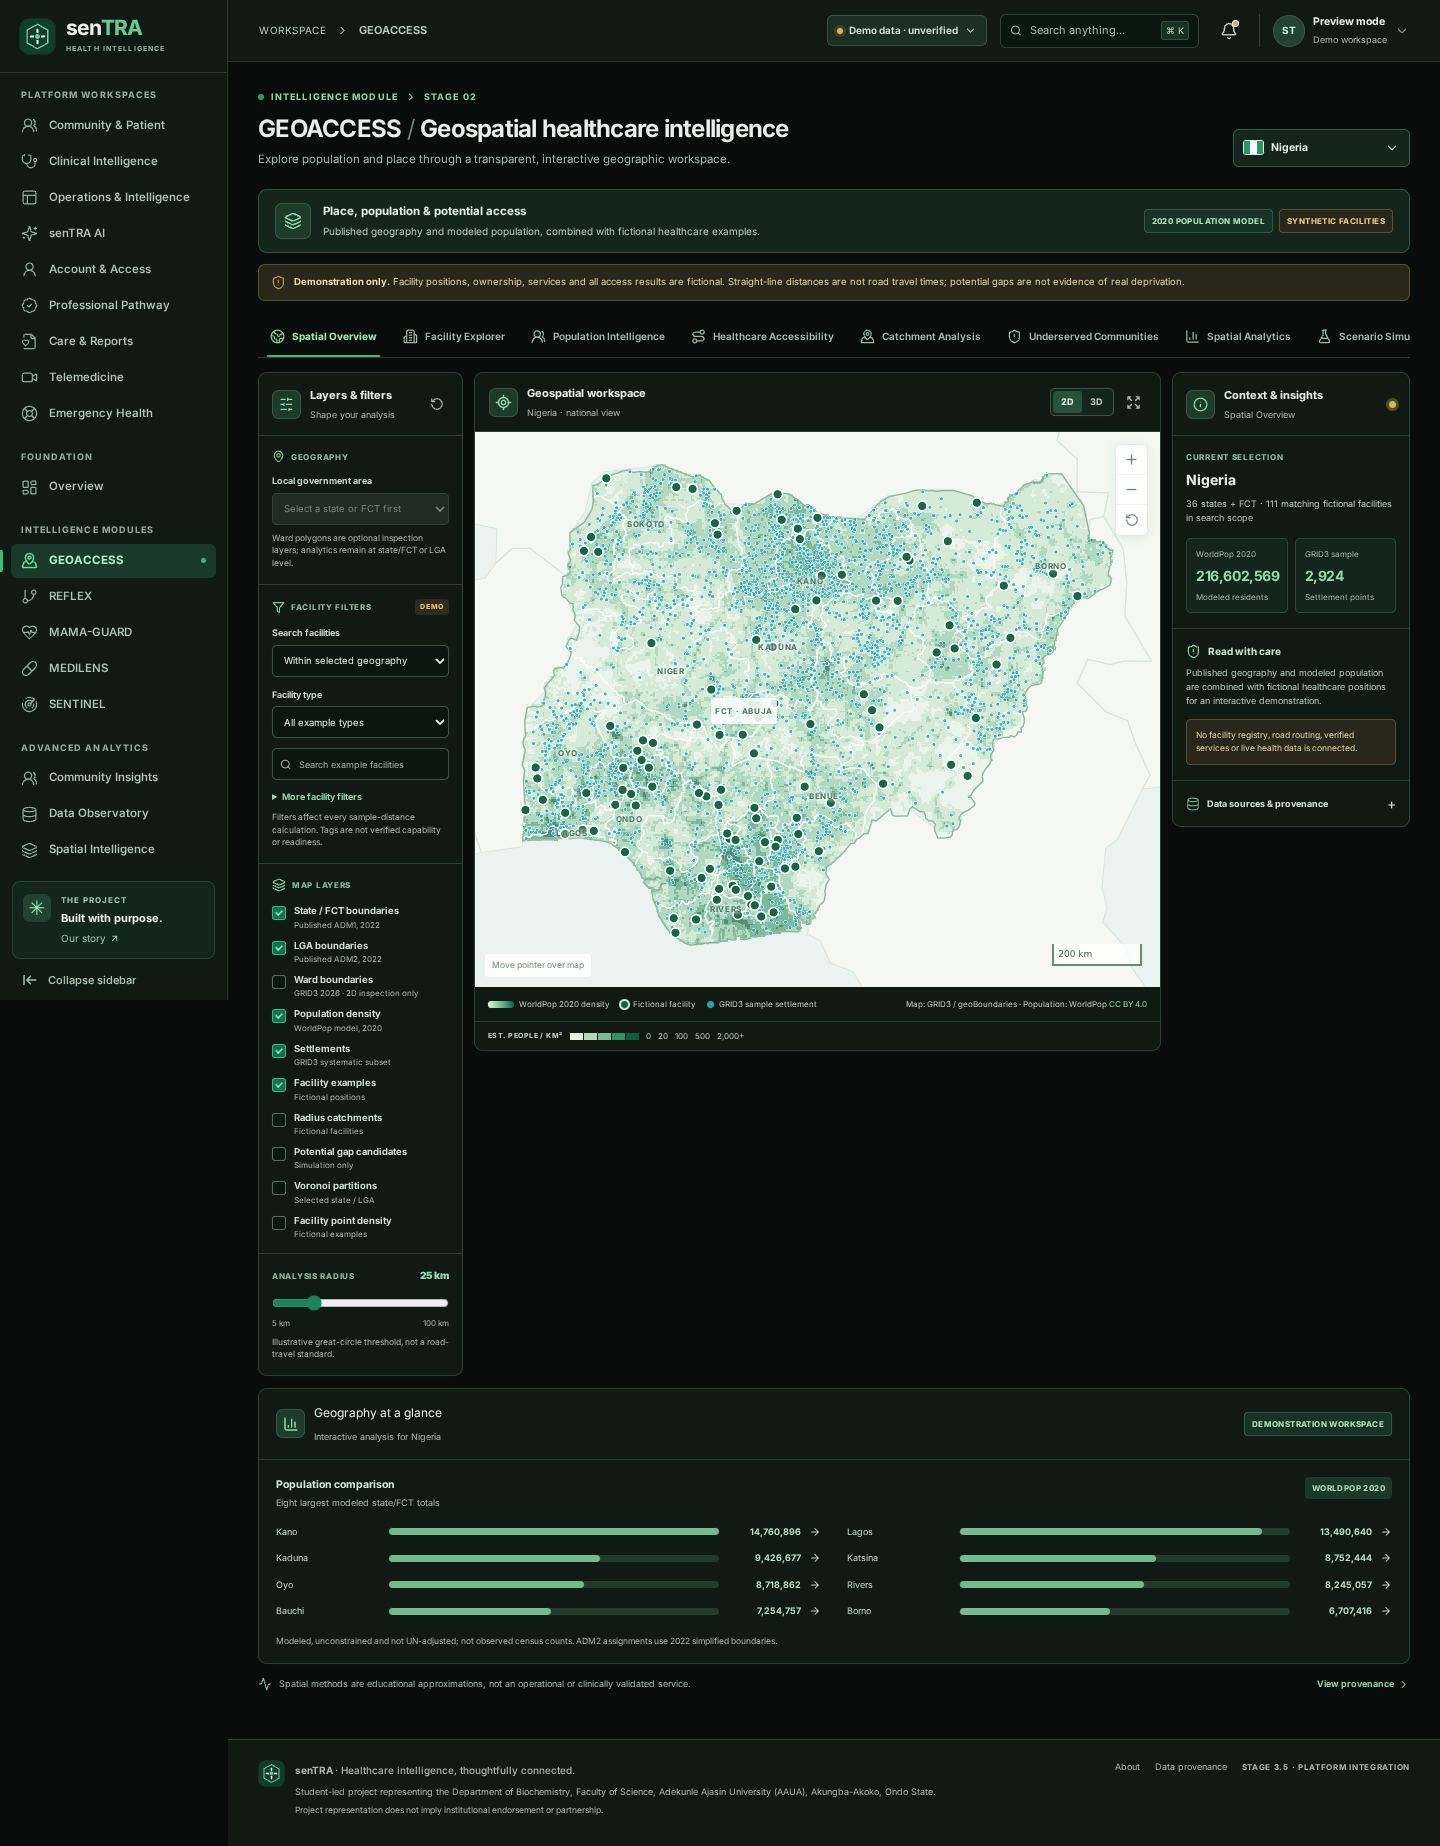 senTRA
HEALTH INTELLIGENCE
PLATFORM WORKSPACES
Community & Patient
Clinical Intelligence
Operations & Intelligence
senTRA AI
Account & Access
Professional Pathway
Care & Reports
Telemedicine
Emergency Health
FOUNDATION
Overview
INTELLIGENCE MODULES
GEOACCESS
REFLEX
MAMA-GUARD
MEDILENS
SENTINEL
ADVANCED ANALYTICS
Community Insights
Data Observatory
Spatial Intelligence
THE PROJECT
Built with purpose.
Our story
Collapse sidebar
WORKSPACE > GEOACCESS
Demo data · unverified
Search anything...
⌘ K
ST
Preview mode
Demo workspace
INTELLIGENCE MODULE > STAGE 02
GEOACCESS / Geospatial healthcare intelligence
Explore population and place through a transparent, interactive geographic workspace.
Nigeria
Place, population & potential access
Published geography and modeled population, combined with fictional healthcare examples.
2020 POPULATION MODEL
SYNTHETIC FACILITIES
Demonstration only. Facility positions, ownership, services and all access results are fictional. Straight-line distances are not road travel times; potential gaps are not evidence of real deprivation.
Spatial Overview
Facility Explorer
Population Intelligence
Healthcare Accessibility
Catchment Analysis
Underserved Communities
Spatial Analytics
Scenario Simu
Layers & filters
Shape your analysis
GEOGRAPHY
Local government area
Select a state or FCT first
Ward polygons are optional inspection
layers; analytics remain at state/FCT or LGA
level.
FACILITY FILTERS
DEMO
Search facilities
Within selected geography
Facility type
All example types
Search example facilities
More facility filters
Filters affect every sample-distance
calculation. Tags are not verified capability
or readiness.
MAP LAYERS
State / FCT boundaries
Published ADM1, 2022
LGA boundaries
Published ADM2, 2022
Ward boundaries
GRID3 2026 · 2D inspection only
Population density
WorldPop model, 2020
Settlements
GRID3 systematic subset
Facility examples
Fictional positions
Radius catchments
Fictional facilities
Potential gap candidates
Simulation only
Voronoi partitions
Selected state / LGA
Facility point density
Fictional examples
ANALYSIS RADIUS
25 km
5 km
100 km
Illustrative great-circle threshold, not a road-
travel standard.
Geospatial workspace
Nigeria · national view
2D
3D
SOKOTO
BORNO
KANO
KADUNA
NIGER
FCT · ABUJA
OYO
BENUE
ONDO
RIVERS
Move pointer over map
200 km
WorldPop 2020 density
Fictional facility
GRID3 sample settlement
Map: GRID3 / geoBoundaries · Population: WorldPop CC BY 4.0
EST. PEOPLE / KM²
0 20 100 500 2,000+
Context & insights
Spatial Overview
CURRENT SELECTION
Nigeria
36 states + FCT · 111 matching fictional facilities
in search scope
WorldPop 2020
216,602,569
Modeled residents
GRID3 sample
2,924
Settlement points
Read with care
Published geography and modeled population
are combined with fictional healthcare positions
for an interactive demonstration.
No facility registry, road routing, verified
services or live health data is connected.
Data sources & provenance
+
Geography at a glance
Interactive analysis for Nigeria
DEMONSTRATION WORKSPACE
Population comparison
Eight largest modeled state/FCT totals
WORLDPOP 2020
Kano 14,760,896 →
Lagos 13,490,640 →
Kaduna 9,426,677 →
Katsina 8,752,444 →
Oyo 8,718,862 →
Rivers 8,245,057 →
Bauchi 7,254,757 →
Borno 6,707,416 →
Modeled, unconstrained and not UN-adjusted; not observed census counts. ADM2 assignments use 2022 simplified boundaries.
Spatial methods are educational approximations, not an operational or clinically validated service.
View provenance >
senTRA · Healthcare intelligence, thoughtfully connected.
Student-led project representing the Department of Biochemistry, Faculty of Science, Adekunle Ajasin University (AAUA), Akungba-Akoko, Ondo State.
Project representation does not imply institutional endorsement or partnership.
About
Data provenance
STAGE 3.5 · PLATFORM INTEGRATION